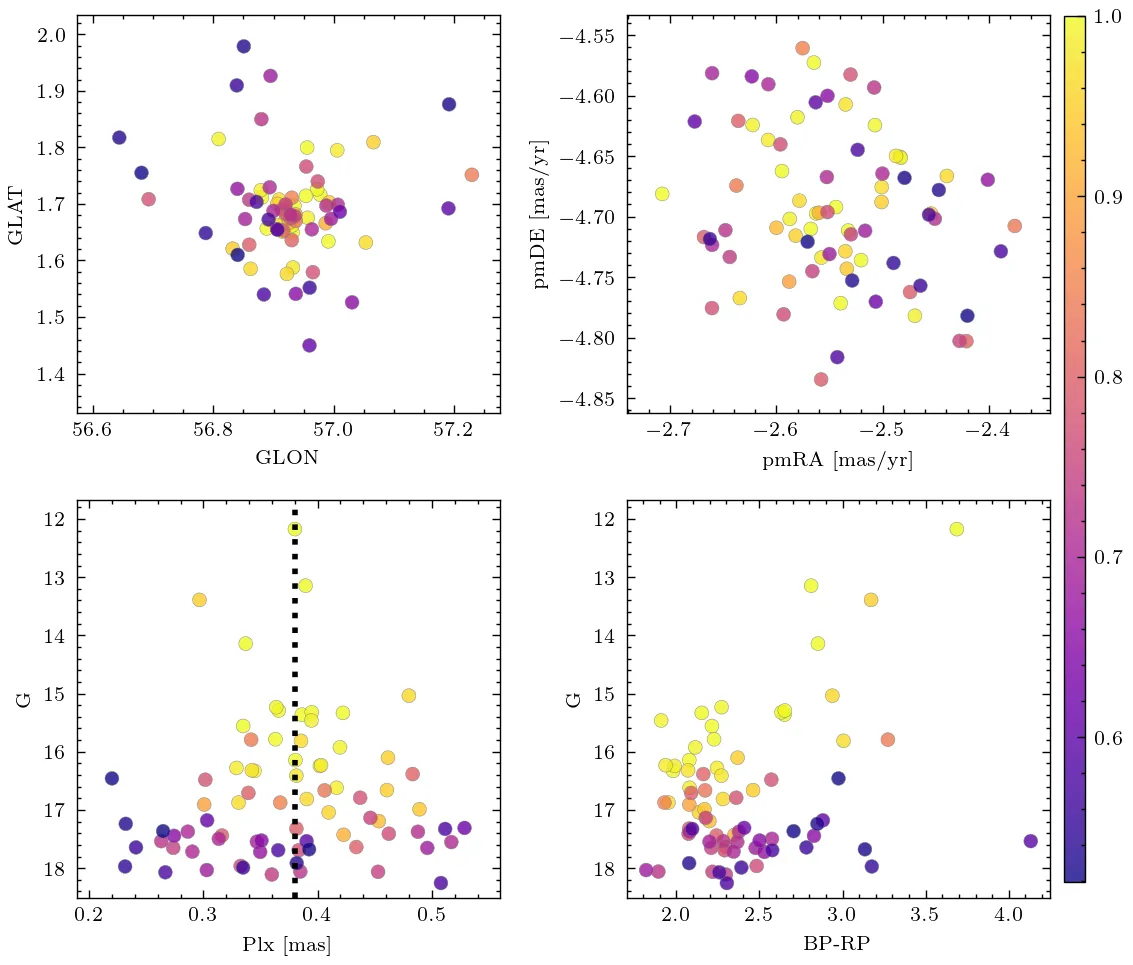 2.0
1.9
1.8
1.7
1.6
1.5
1.4
GLAT
56.6 56.8 57.0 57.2
GLON
−4.55
−4.60
−4.65
−4.70
−4.75
−4.80
−4.85
pmDE [mas/yr]
−2.7 −2.6 −2.5 −2.4
pmRA [mas/yr]
1.0
0.9
0.8
0.7
0.6
12
13
14
15
16
17
18
G
0.2 0.3 0.4 0.5
Plx [mas]
12
13
14
15
16
17
18
G
2.0 2.5 3.0 3.5 4.0
BP-RP